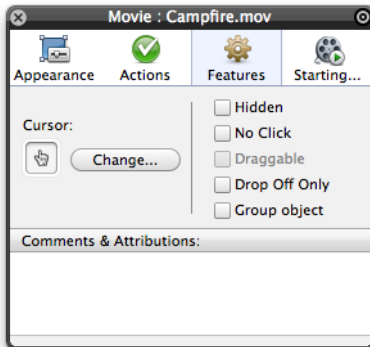 Movie : Campfire.mov
Appearance Actions Features Starting...
Cursor:
Change...
Hidden
No Click
Draggable
Drop Off Only
Group object
Comments & Attributions: